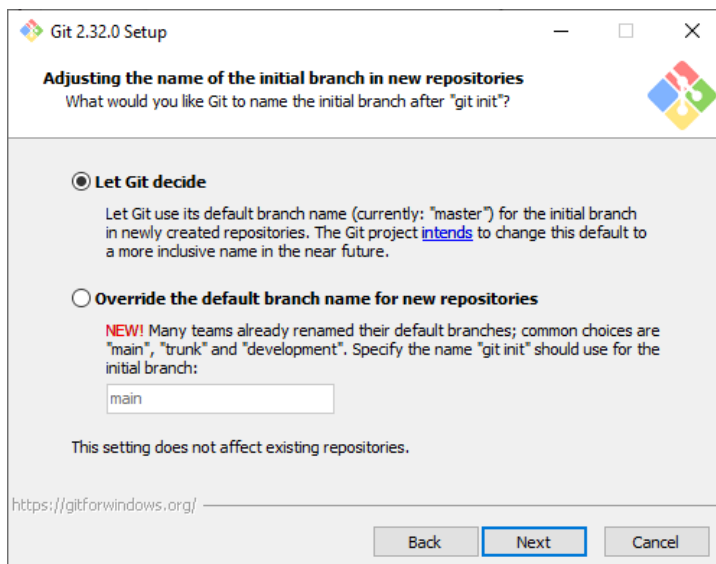 Git 2.32.0 Setup
Adjusting the name of the initial branch in new repositories
What would you like Git to name the initial branch after "git init"?
Let Git decide
Let Git use its default branch name (currently: "master") for the initial branch
in newly created repositories. The Git project intends to change this default to
a more inclusive name in the near future.
Override the default branch name for new repositories
NEW! Many teams already renamed their default branches; common choices are
"main", "trunk" and "development". Specify the name "git init" should use for the
initial branch:
main
This setting does not affect existing repositories.
https://gitforwindows.org/
Back Next Cancel